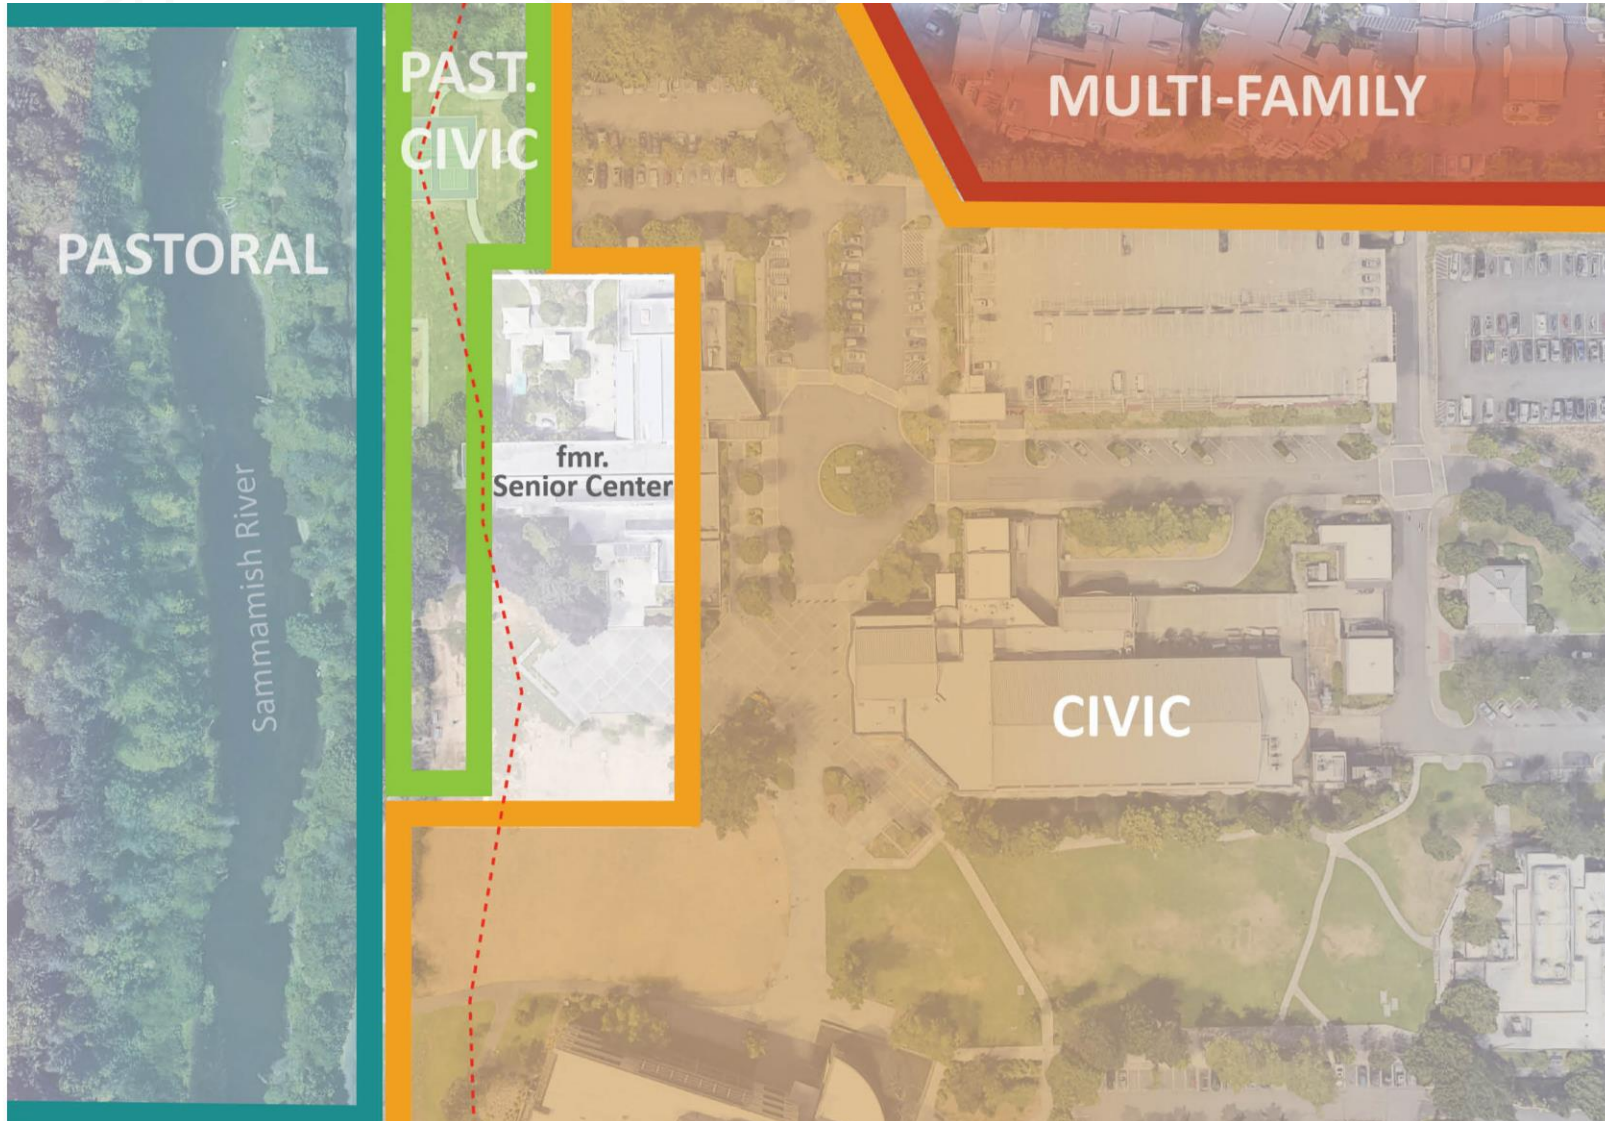 PAST.
CIVIC
MULTI-FAMILY
PASTORAL
fmr.
Senior Center
Sammamish River
CIVIC